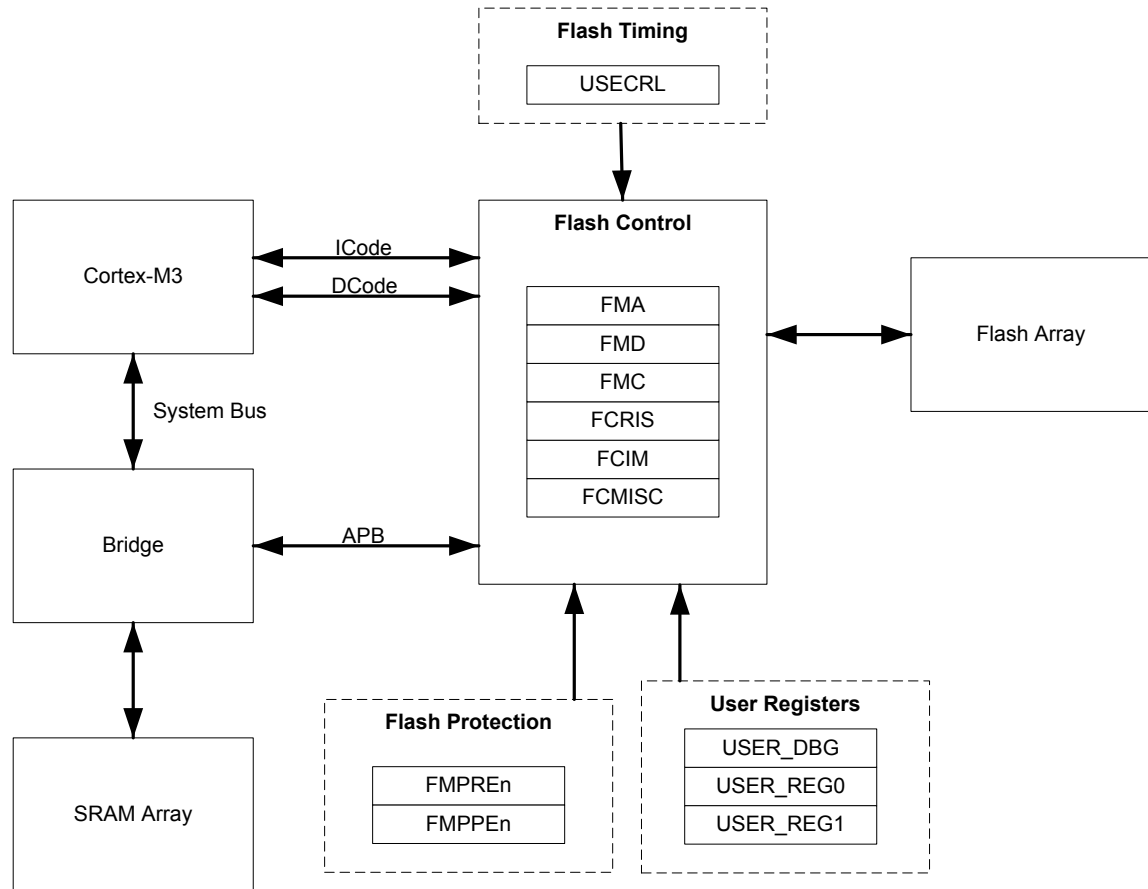 Flash Timing
USECRL
Flash Control
ICode
Cortex-M3
DCode
FMA
FMD
Flash Array
FMC
System Bus
FCRIS
FCIM
FCMISC
Bridge
APB
Flash Protection
User Registers
USER_DBG
FMPREn
USER_REG0
FMPPEn
SRAM Array
USER_REG1